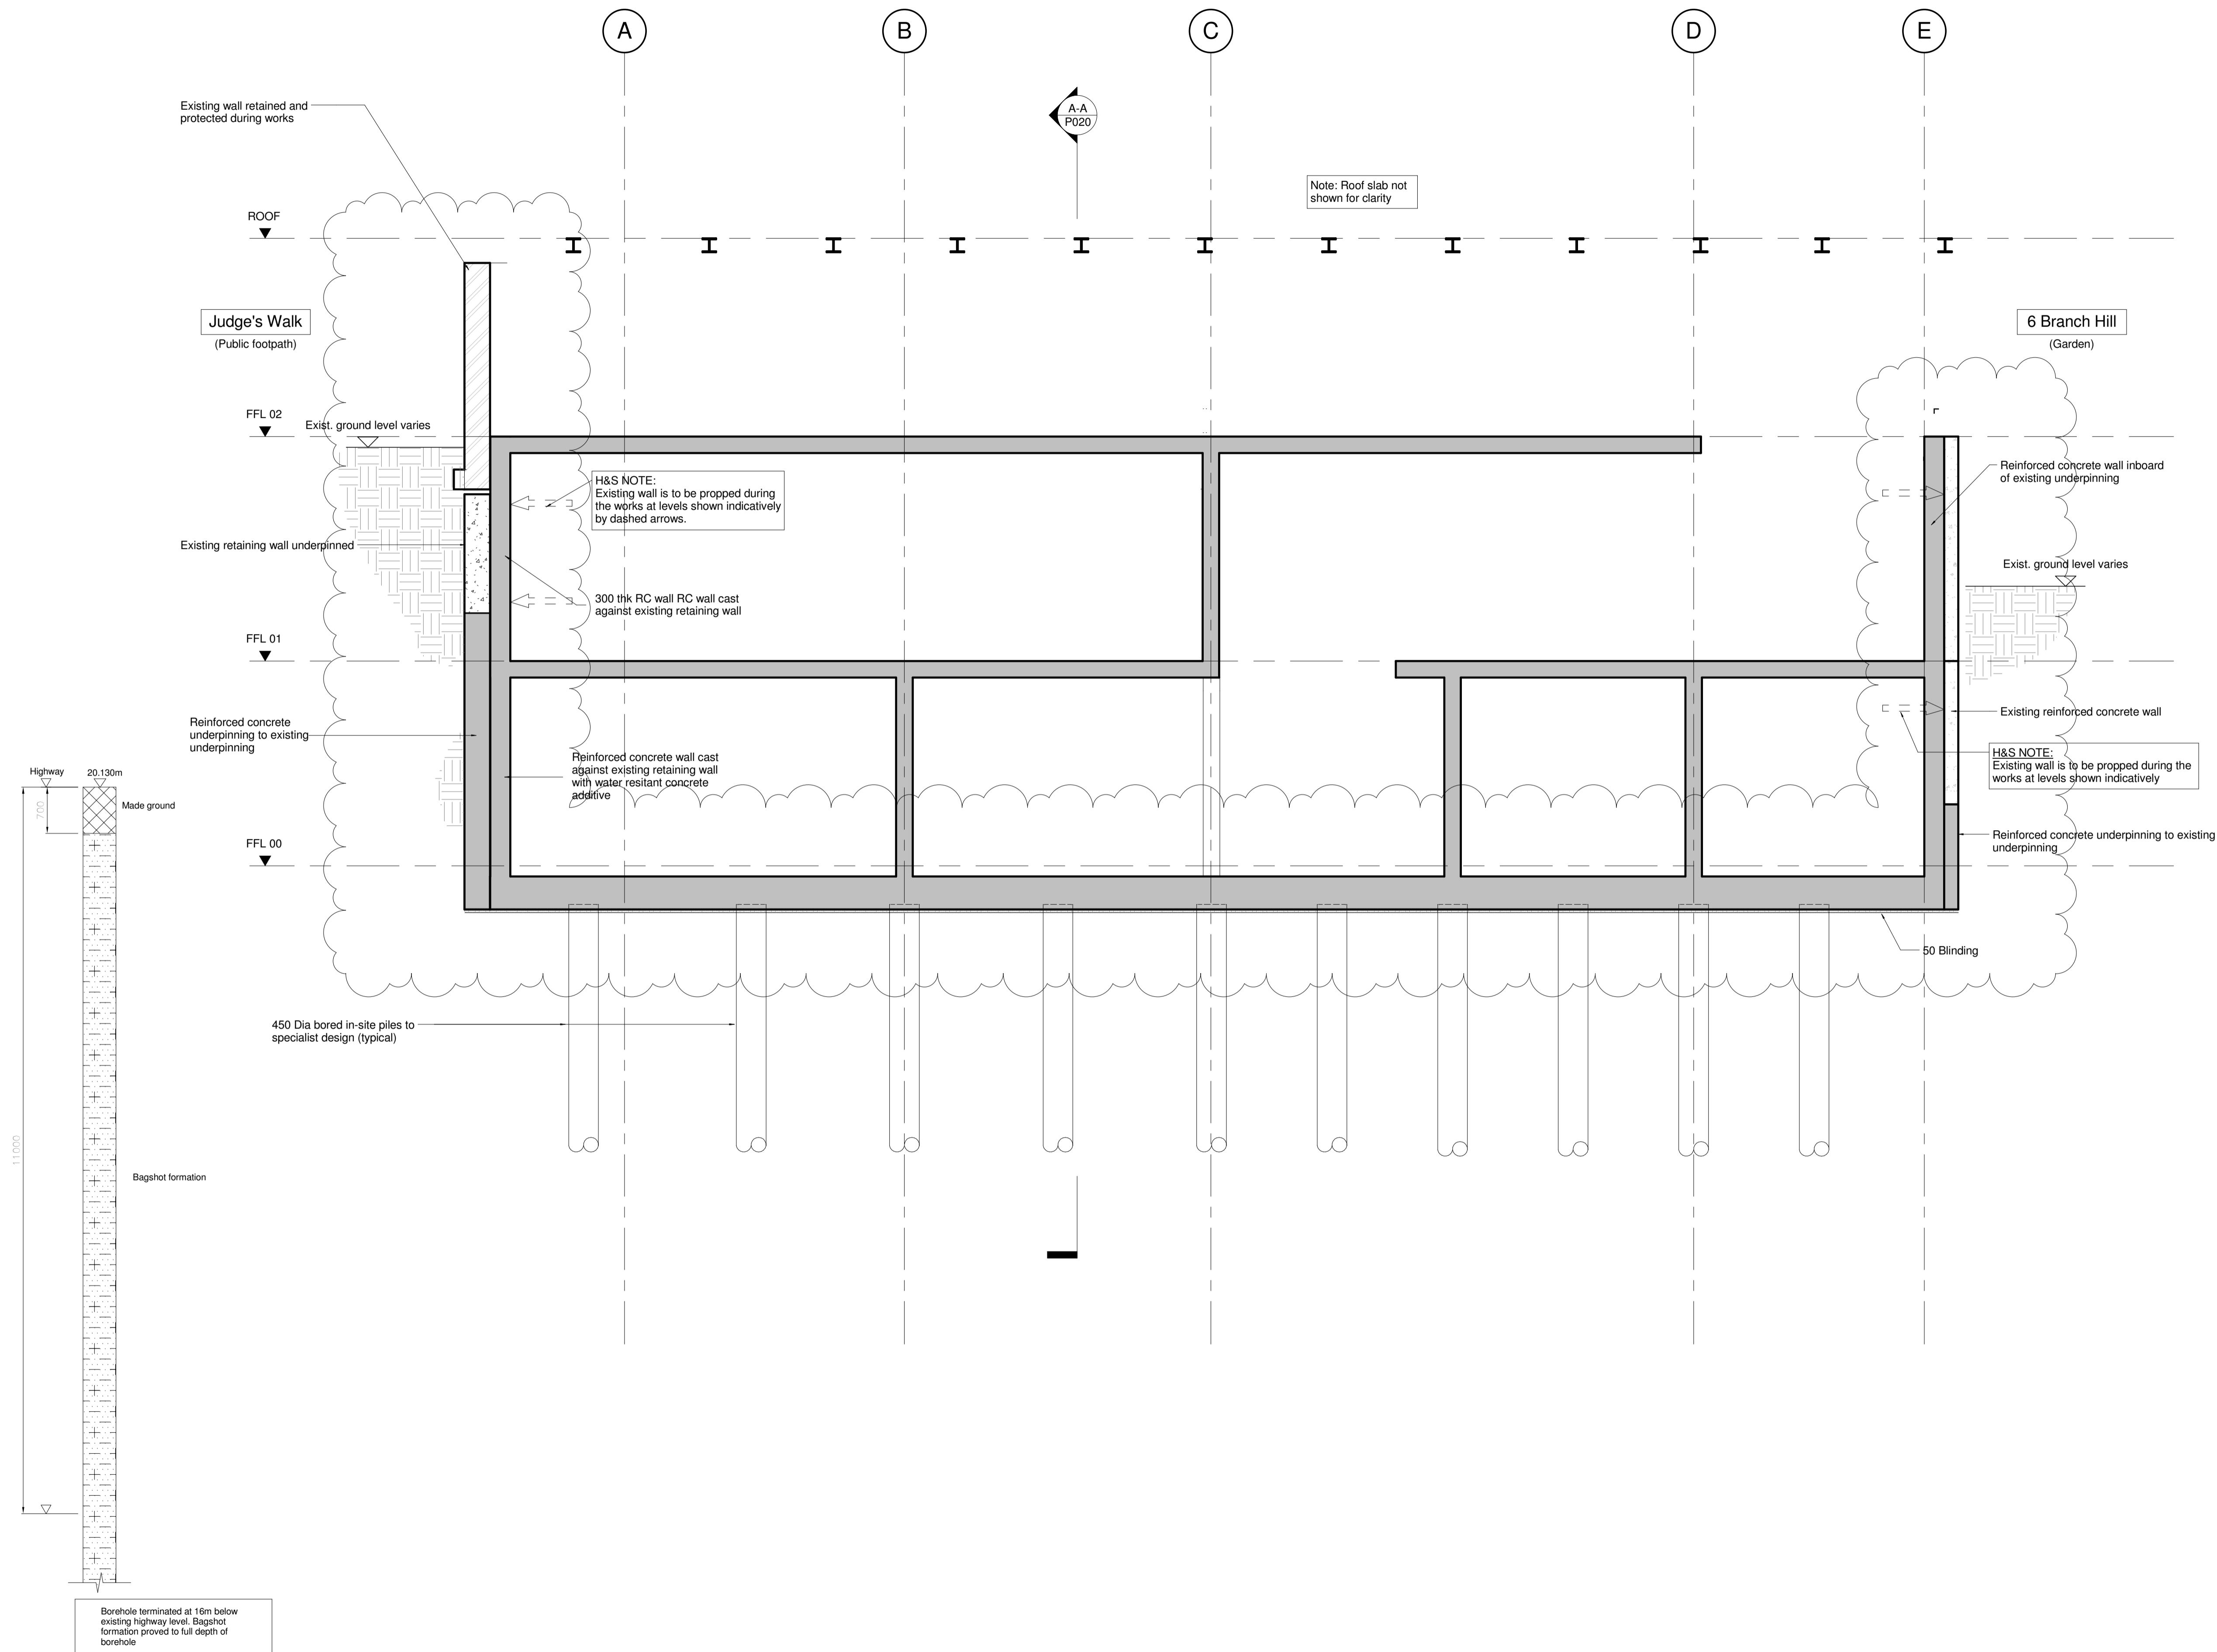 A
B
C
D
E
Existing wall retained and
protected during works
A-A
P020
Note: Roof slab not
shown for clarity
ROOF
Judge's Walk
(Public footpath)
6 Branch Hill
(Garden)
FFL 02
Exist. ground level varies
H&S NOTE:
Existing wall is to be propped during
the works at levels shown indicatively
by dashed arrows.
Reinforced concrete wall inboard
of existing underpinning
Existing retaining wall underpinned
Exist. ground level varies
300 thk RC wall RC wall cast
against existing retaining wall
FFL 01
Reinforced concrete
underpinning to existing
underpinning
Existing reinforced concrete wall
Reinforced concrete wall cast
against existing retaining wall
with water resitant concrete
additive
H&S NOTE:
Existing wall is to be propped during the
works at levels shown indicatively
Highway
20.130m
700
Made ground
FFL 00
Reinforced concrete underpinning to existing
underpinning
50 Blinding
450 Dia bored in-site piles to
specialist design (typical)
11000
Bagshot formation
Borehole terminated at 16m below
existing highway level. Bagshot
formation proved to full depth of
borehole